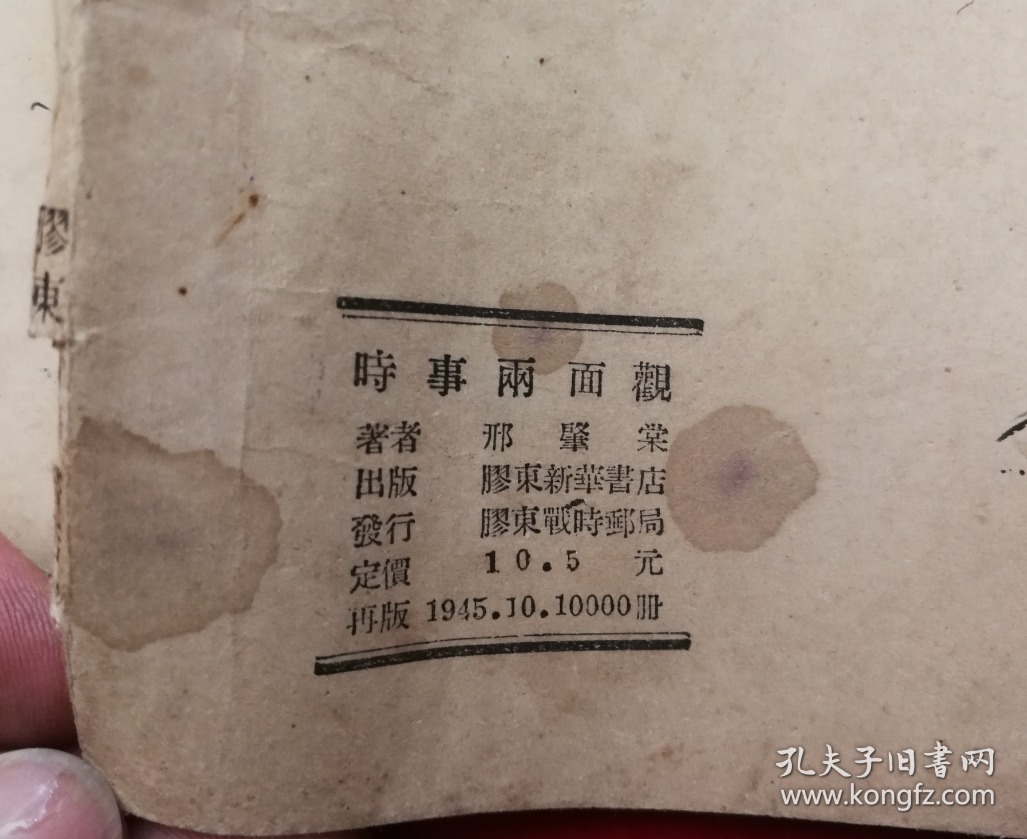 膠東
時事兩面觀
著者 邢肇棠
出版 膠東新華書店
發行 膠東戰時郵局
定價 10.5 元
再版 1945.10.10000冊
孔夫子旧书网
www.kongfz.com